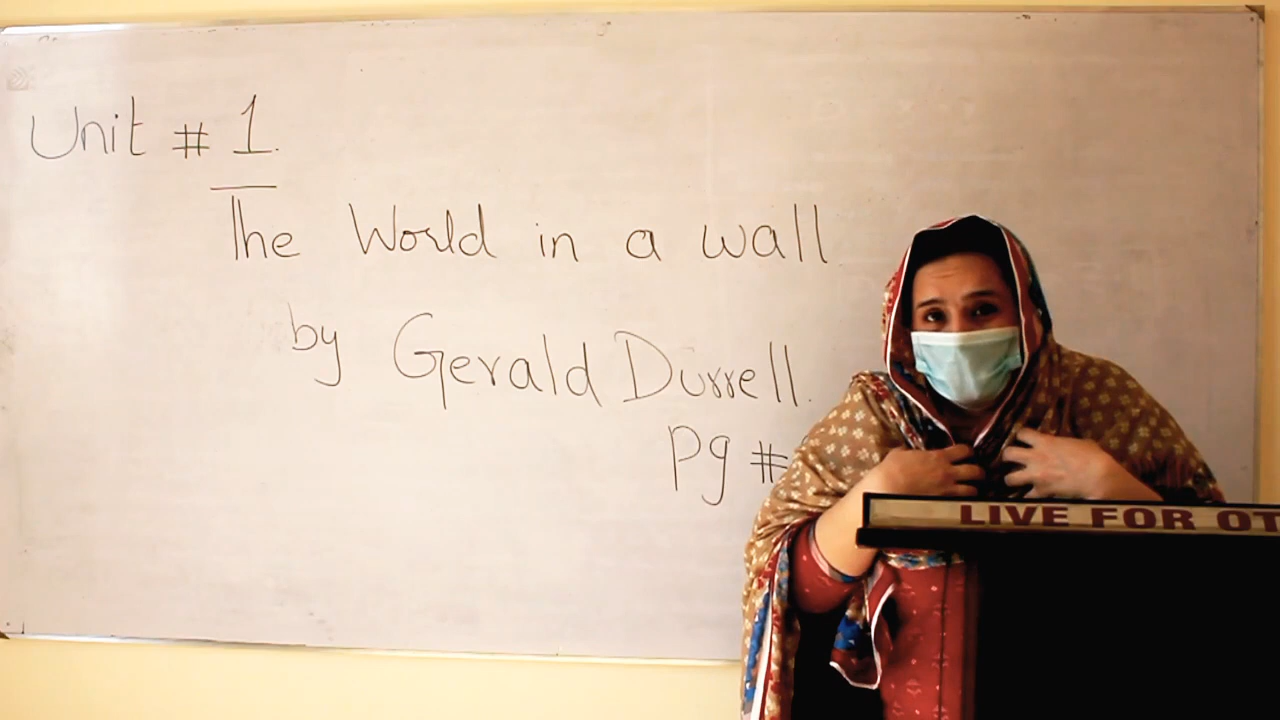 Unit # 1.
The World in a wall
by Gerald Durrell.
Pg #
LIVE FOR OT